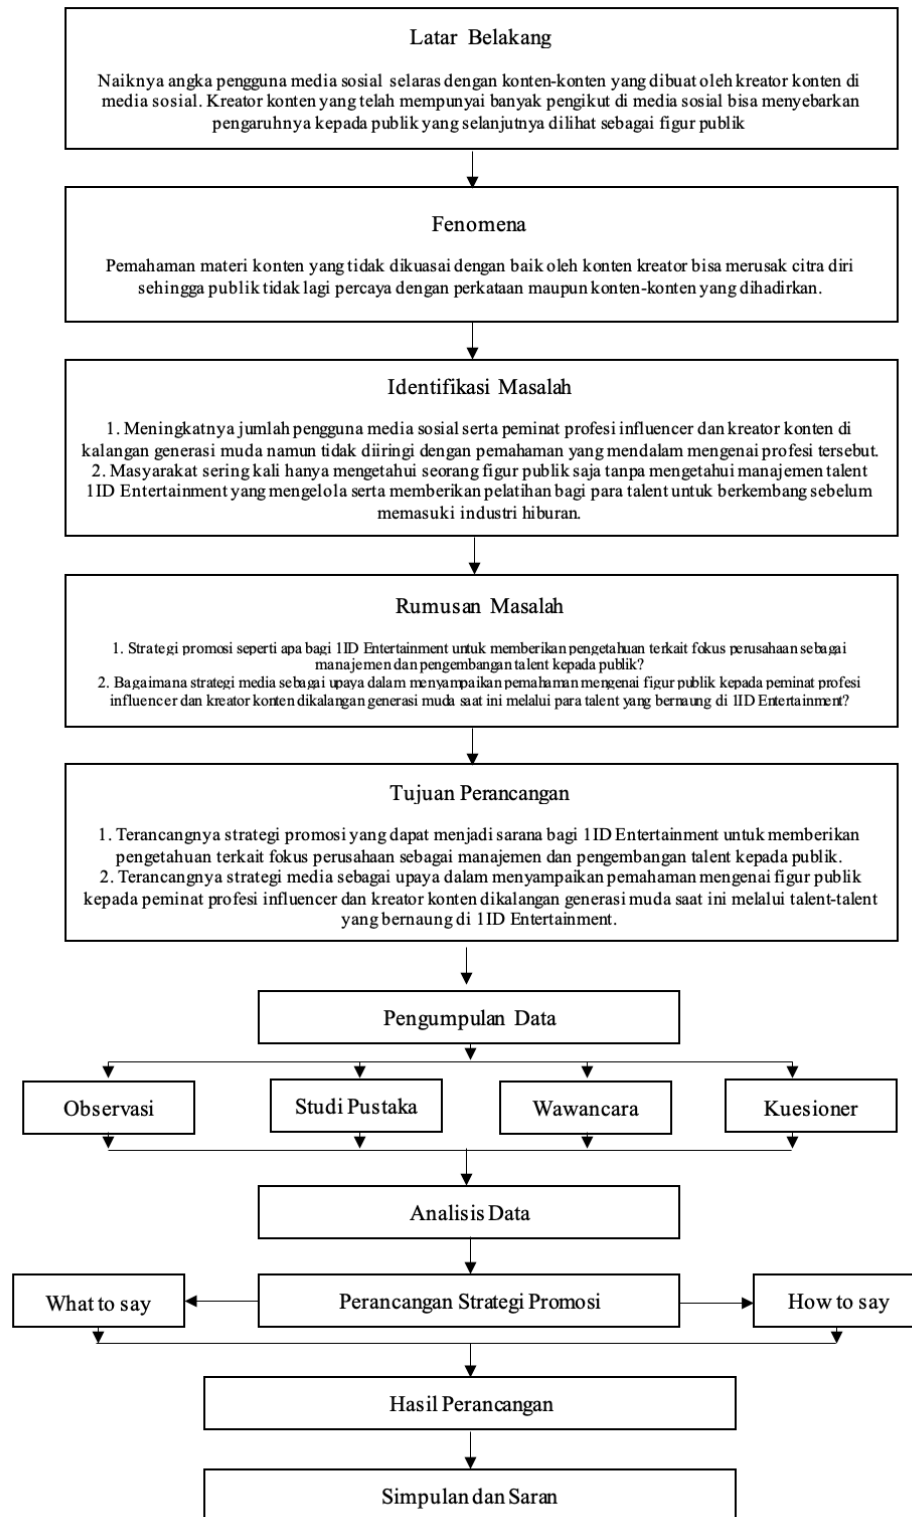 Latar Belakang
Naiknya angka pengguna media sosial selaras dengan konten-konten yang dibuat oleh kreator konten di
media sosial. Kreator konten yang telah mempunyai banyak pengikut di media sosial bisa menyebarkan
pengaruhnya kepada publik yang selanjutnya dilihat sebagai figur publik
Fenomena
Pemahaman materi konten yang tidak dikuasai dengan baik oleh konten kreator bisa merusak citra diri
sehingga publik tidak lagi percaya dengan perkataan maupun konten-konten yang dihadirkan.
Identifikasi Masalah
1. Meningkatnya jumlah pengguna media sosial serta peminat profesi influencer dan kreator konten di
kalangan generasi muda namun tidak diiringi dengan pemahaman yang mendalam mengenai profesi tersebut.
2. Masyarakat sering kali hanya mengetahui seorang figur publik saja tanpa mengetahui manajemen talent
1ID Entertainment yang mengelola serta memberikan pelatihan bagi para talent untuk berkembang sebelum
memasuki industri hiburan.
Rumusan Masalah
1. Strategi promosi seperti apa bagi 1ID Entertainment untuk memberikan pengetahuan terkait fokus perusahaan sebagai
manajemen dan pengembangan talent kepada publik?
2. Bagaimana strategi media sebagai upaya dalam menyampaikan pemahaman mengenai figur publik kepada peminat profesi
influencer dan kreator konten dikalangan generasi muda saat ini melalui para talent yang bernaung di 1ID Entertainment?
Tujuan Perancangan
1. Terancangnya strategi promosi yang dapat menjadi sarana bagi 1ID Entertainment untuk memberikan
pengetahuan terkait fokus perusahaan sebagai manajemen dan pengembangan talent kepada publik.
2. Terancangnya strategi media sebagai upaya dalam menyampaikan pemahaman mengenai figur publik
kepada peminat profesi influencer dan kreator konten dikalangan generasi muda saat ini melalui talent-talent
yang bernaung di 1ID Entertainment.
Pengumpulan Data
Observasi
Studi Pustaka
Wawancara
Kuesioner
Analisis Data
What to say
Perancangan Strategi Promosi
How to say
Hasil Perancangan
Simpulan dan Saran